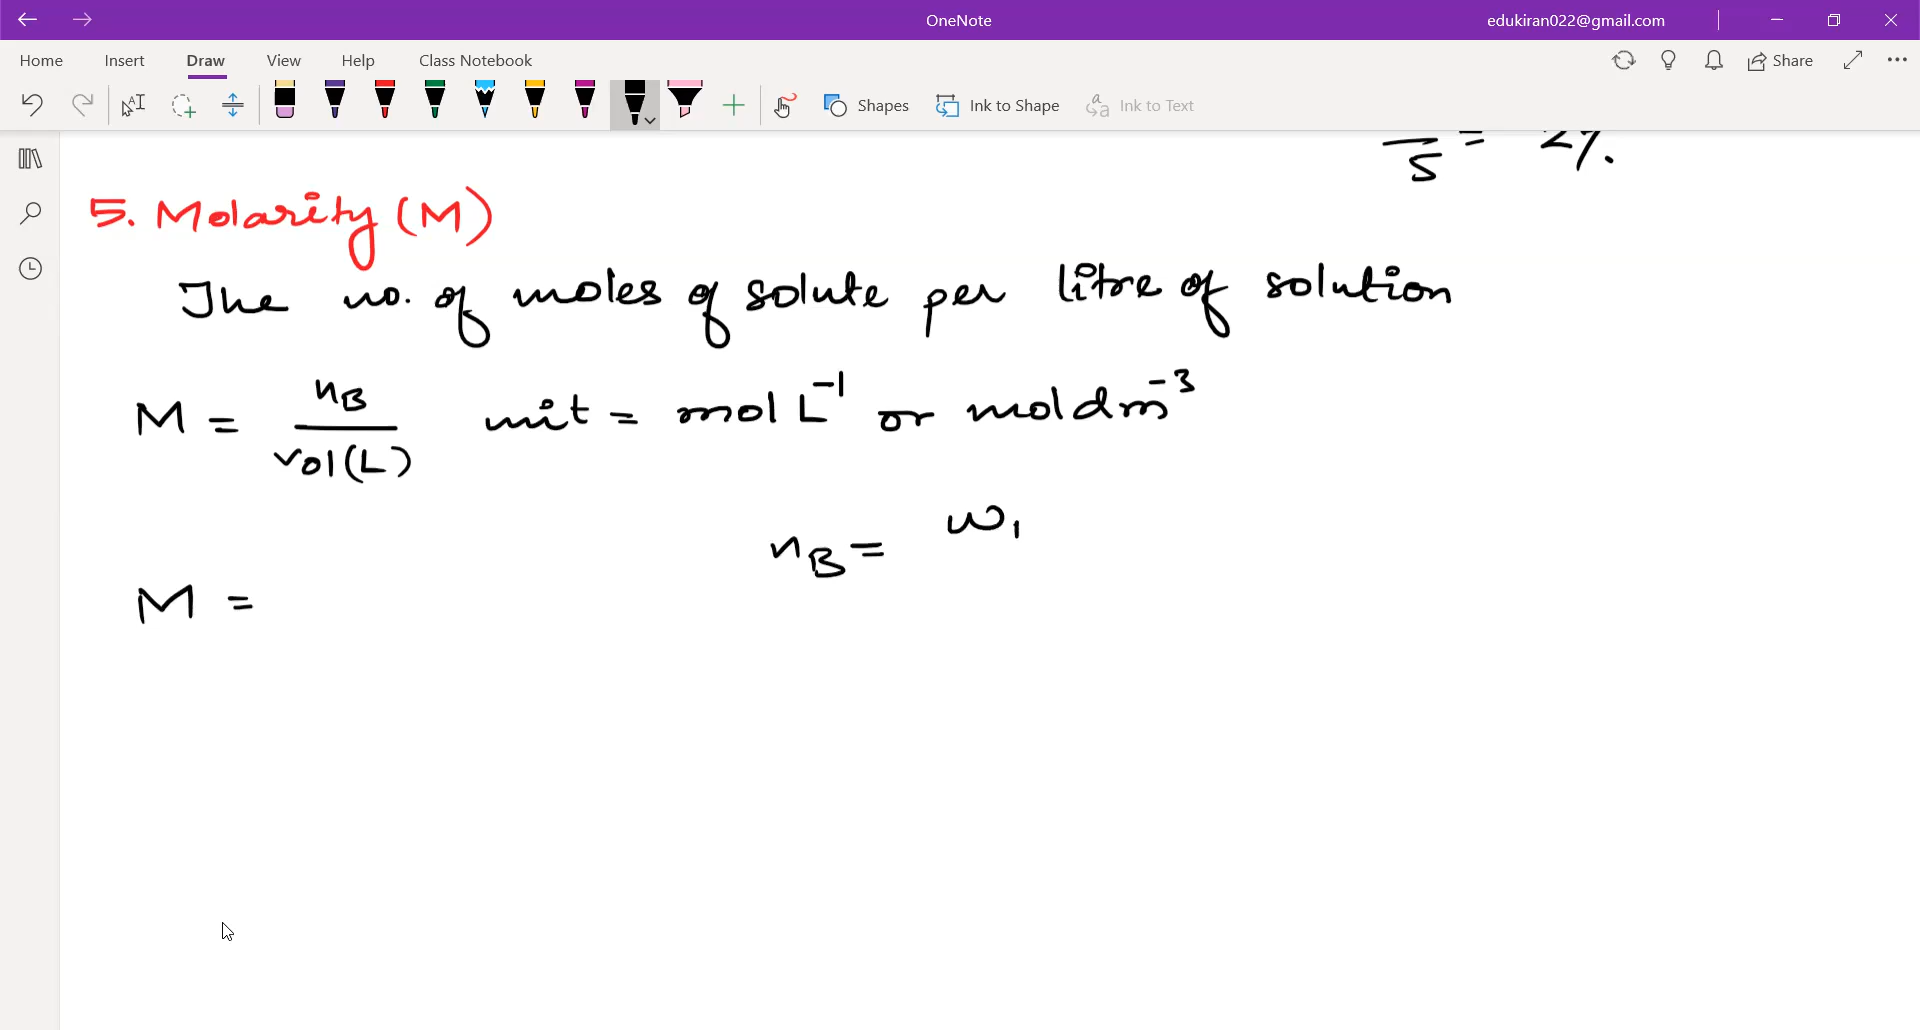 OneNote
edukiran022@gmail.com
Home Insert Draw View Help Class Notebook Share
Shapes Ink to Shape Ink to Text
5 = 2%.
5. Molarity (M)
The no. of moles of solute per litre of solution
M = nB / vol(L) unit = mol L⁻¹ or mol dm⁻³
nB = w₁
M =